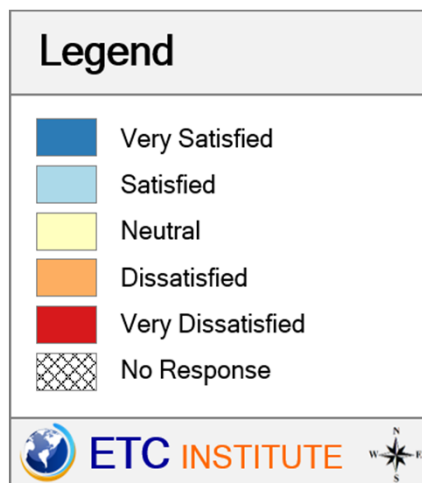 Legend
Very Satisfied
Satisfied
Neutral
Dissatisfied
Very Dissatisfied
No Response
ETC INSTITUTE
N
W E
S